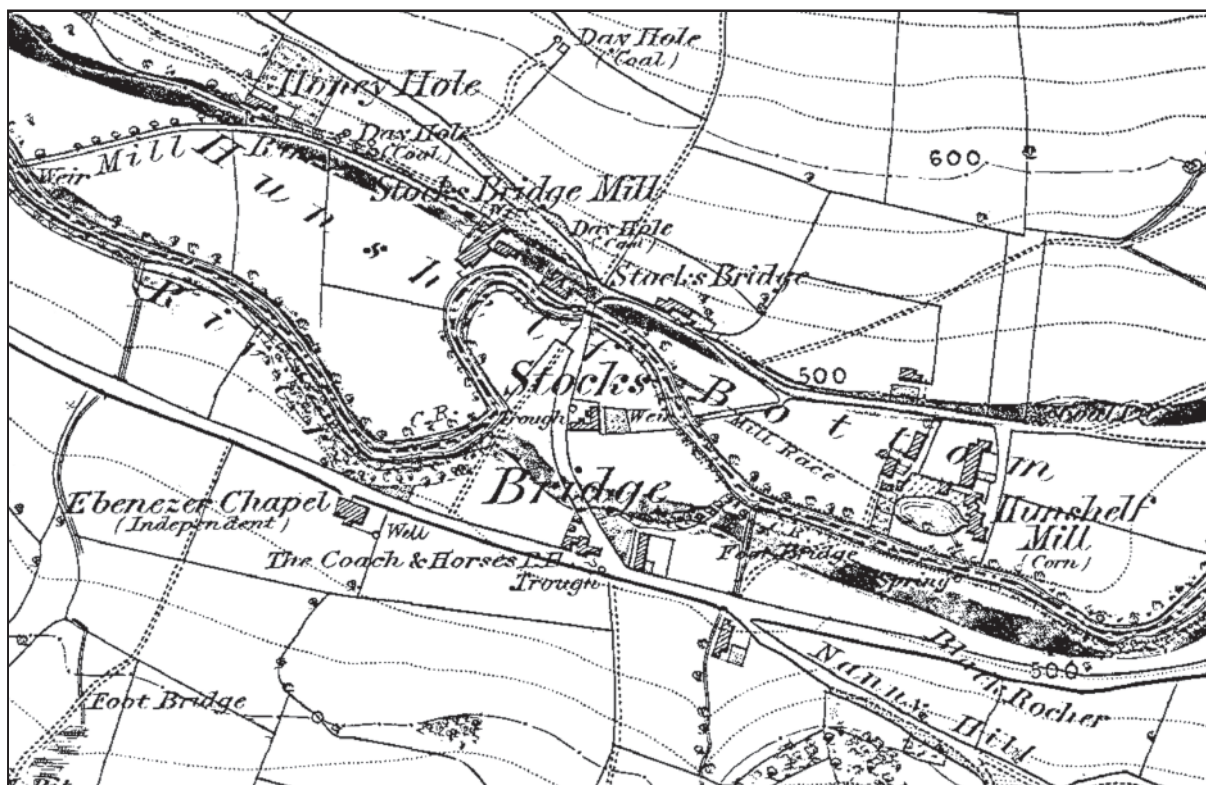 Day Hole
(Coal)
Honey Hole
Day Hole
(Coal)
600
Mill
Weir
Stocks Bridge Mill
Day Hole
(Coal)
Stocks Bridge
Hunshelf Bottom
500
Stocks
Bridge
Trough
Weir
Mill Race
C.R.
Ebenezer Chapel
(Independent)
Well
The Coach & Horses P.H.
Trough
Foot Bridge
Spring
Hunshelf
Mill
(Corn)
Black Rocher
500
Nanny Hill
Foot Bridge